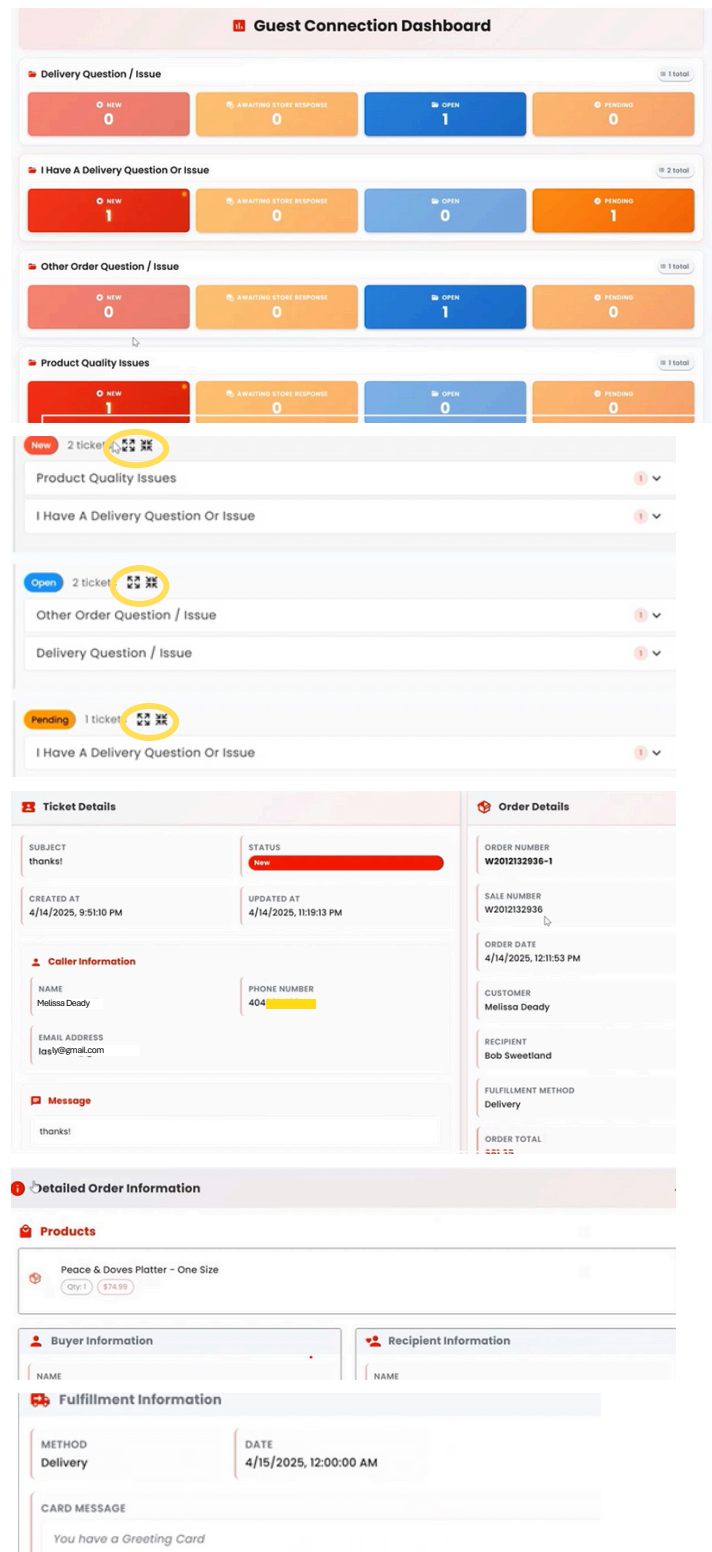 Guest Connection Dashboard
Delivery Question / Issue
1 total
NEW
0
AWAITING STORE RESPONSE
0
OPEN
1
PENDING
0
I Have A Delivery Question Or Issue
2 total
NEW
1
AWAITING STORE RESPONSE
0
OPEN
0
PENDING
1
Other Order Question / Issue
1 total
NEW
0
AWAITING STORE RESPONSE
0
OPEN
1
PENDING
0
Product Quality Issues
1 total
NEW
1
AWAITING STORE RESPONSE
0
OPEN
0
PENDING
0
New 2 ticket
Product Quality Issues 1
I Have A Delivery Question Or Issue 1
Open 2 ticket
Other Order Question / Issue 1
Delivery Question / Issue 1
Pending 1 ticket
I Have A Delivery Question Or Issue 1
Ticket Details
SUBJECT
thanks!
STATUS
New
CREATED AT
4/14/2025, 9:51:10 PM
UPDATED AT
4/14/2025, 11:19:13 PM
Caller Information
NAME
Melissa Deady
PHONE NUMBER
404
EMAIL ADDRESS
lasly@gmail.com
Message
thanks!
Order Details
ORDER NUMBER
W2012132936-1
SALE NUMBER
W2012132936
ORDER DATE
4/14/2025, 12:11:53 PM
CUSTOMER
Melissa Deady
RECIPIENT
Bob Sweetland
FULFILLMENT METHOD
Delivery
ORDER TOTAL
Detailed Order Information
Products
Peace & Doves Platter - One Size
Qty: 1 $74.99
Buyer Information
NAME
Recipient Information
NAME
Fulfillment Information
METHOD
Delivery
DATE
4/15/2025, 12:00:00 AM
CARD MESSAGE
You have a Greeting Card